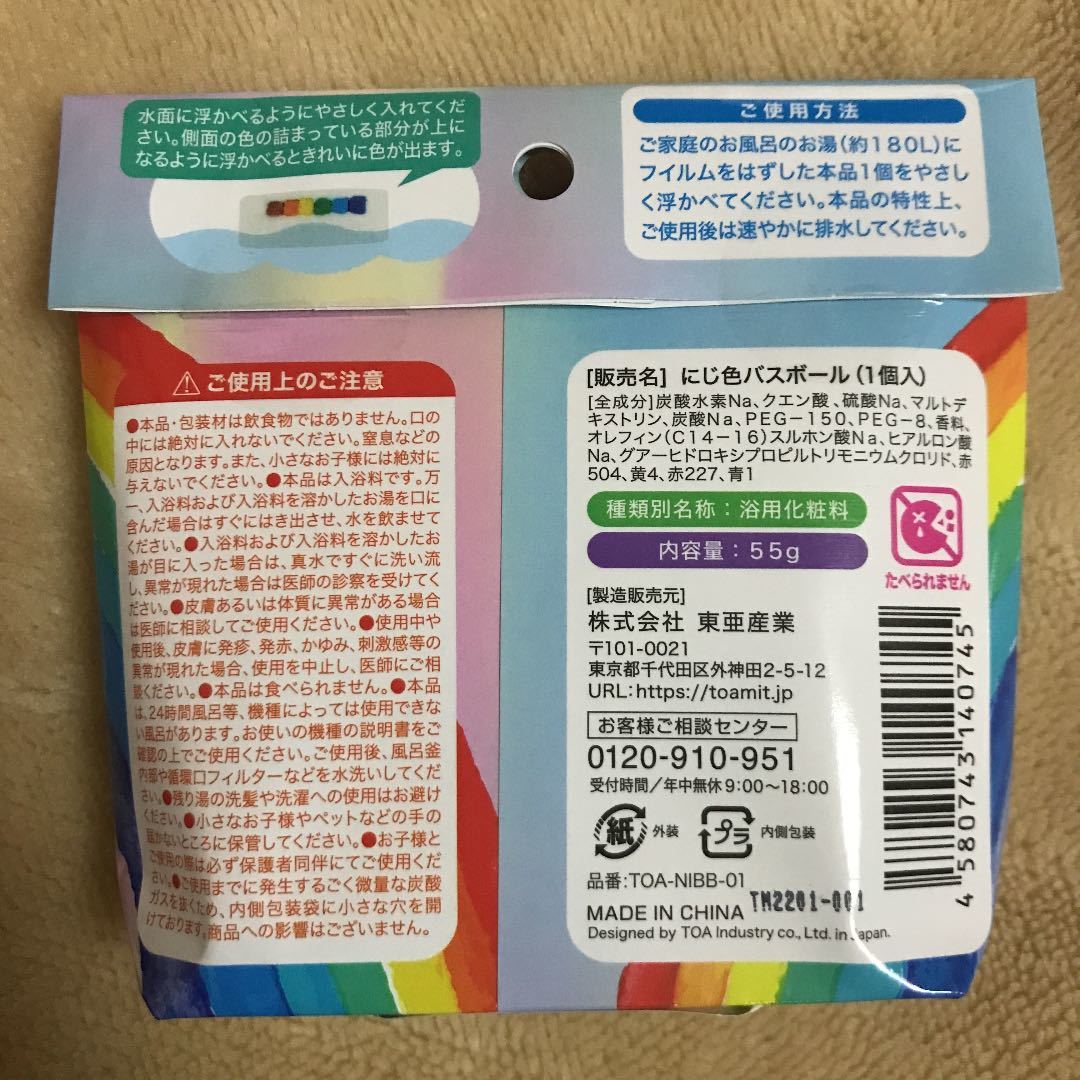 水面に浮かべるようにやさしく入れてくだ
さい。側面の色の詰まっている部分が上に
なるように浮かべるときれいに色が出ます。
ご使用方法
ご家庭のお風呂のお湯(約180L)に
フイルムをはずした本品1個をやさし
く浮かべてください。本品の特性上、
ご使用後は速やかに排水してください。
ご使用上のご注意
●本品・包装材は飲食物ではありません。口の
中には絶対に入れないでください。窒息などの
原因となります。また、小さなお子様には絶対に
与えないでください。●本品は入浴料です。万
一、入浴料および入浴料を溶かしたお湯を口に
含んだ場合はすぐにはき出させ、水を飲ませて
ください。●入浴料および入浴料を溶かしたお
湯が目に入った場合は、真水ですぐに洗い流
し、異常が現れた場合は医師の診察を受けてく
ださい。●皮膚あるいは体質に異常がある場合
は医師に相談してご使用ください。●使用中や
使用後、皮膚に発疹、発赤、かゆみ、刺激感等の
異常が現れた場合、使用を中止し、医師にご相
談ください。●本品は食べられません。●本品
は、24時間風呂等、機種によっては使用できな
い風呂があります。お使いの機種の説明書をご
確認の上でご使用ください。ご使用後、風呂釜
内部や循環口フィルターなどを水洗いしてくだ
さい。●残り湯の洗髪や洗濯への使用はお避け
ください。●小さなお子様やペットなどの手の
届かないところに保管してください。●お子様と
ご使用の際は必ず保護者同伴にてご使用くだ
さい。●ご使用までに発生するごく微量な炭酸
ガスを抜くため、内側包装袋に小さな穴を開
けております。商品への影響はございません。
[販売名] にじ色バスボール(1個入)
[全成分]炭酸水素Na、クエン酸、硫酸Na、マルトデ
キストリン、炭酸Na、PEG-150、PEG-8、香料、
オレフィン(C14-16)スルホン酸Na、ヒアルロン酸
Na、グアーヒドロキシプロピルトリモニウムクロリド、赤
504、黄4、赤227、青1
種類別名称:浴用化粧料
内容量:55g
たべられません
[製造販売元]
株式会社 東亜産業
〒101-0021
東京都千代田区外神田2-5-12
URL:https://toamit.jp
お客様ご相談センター
0120-910-951
受付時間/年中無休9:00~18:00
紙 外装 プラ 内側包装
品番:TOA-NIBB-01
MADE IN CHINA TM2201-001
Designed by TOA Industry co., Ltd. in Japan.
4 580743 140745